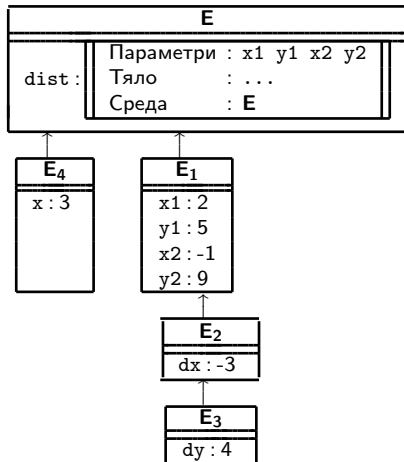 E
Параметри : x1 y1 x2 y2
dist :
Тяло : ...
Среда : E
E4
x : 3
E1
x1 : 2
y1 : 5
x2 : -1
y2 : 9
E2
dx : -3
E3
dy : 4